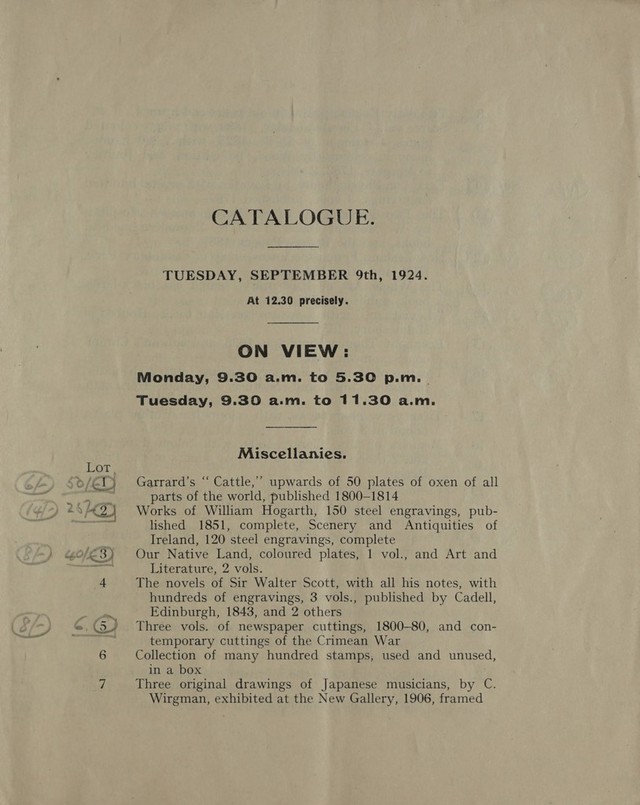 CATALOGUE.
TUESDAY, SEPTEMBER 9th, 1924.
At 12.30 precisely.
ON VIEW:
Monday, 9.30 a.m. to 5.30 p.m.
Tuesday, 9.30 a.m. to 11.30 a.m.
Miscellanies.
Lot
(6/-) 50/- 1 Garrard's "Cattle," upwards of 50 plates of oxen of all
parts of the world, published 1800–1814
(14/-) 2 Works of William Hogarth, 150 steel engravings, pub-
lished 1851, complete, Scenery and Antiquities of
Ireland, 120 steel engravings, complete
(8/-) 40/- 3 Our Native Land, coloured plates, 1 vol., and Art and
Literature, 2 vols.
4 The novels of Sir Walter Scott, with all his notes, with
hundreds of engravings, 3 vols., published by Cadell,
Edinburgh, 1843, and 2 others
(8/-) 5 Three vols. of newspaper cuttings, 1800–80, and con-
temporary cuttings of the Crimean War
6 Collection of many hundred stamps, used and unused,
in a box
7 Three original drawings of Japanese musicians, by C.
Wirgman, exhibited at the New Gallery, 1906, framed